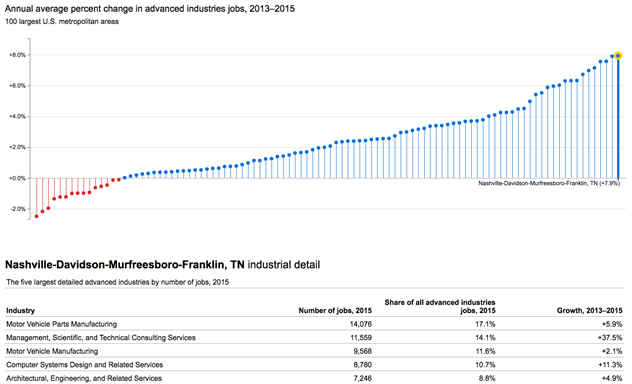 Annual average percent change in advanced industries jobs, 2013–2015
100 largest U.S. metropolitan areas
+8.0%
+6.0%
+4.0%
+2.0%
+0.0%
Nashville-Davidson-Murfreesboro-Franklin, TN (+7.9%)
-2.0%
Nashville-Davidson-Murfreesboro-Franklin, TN industrial detail
The five largest detailed advanced industries by number of jobs, 2015
Share of all advanced industries
Industry Number of jobs, 2015 jobs, 2015 Growth, 2013–2015
Motor Vehicle Parts Manufacturing 14,076 17.1% +5.9%
Management, Scientific, and Technical Consulting Services 11,559 14.1% +37.5%
Motor Vehicle Manufacturing 9,568 11.6% +2.1%
Computer Systems Design and Related Services 8,780 10.7% +11.3%
Architectural, Engineering, and Related Services 7,246 8.8% +4.9%